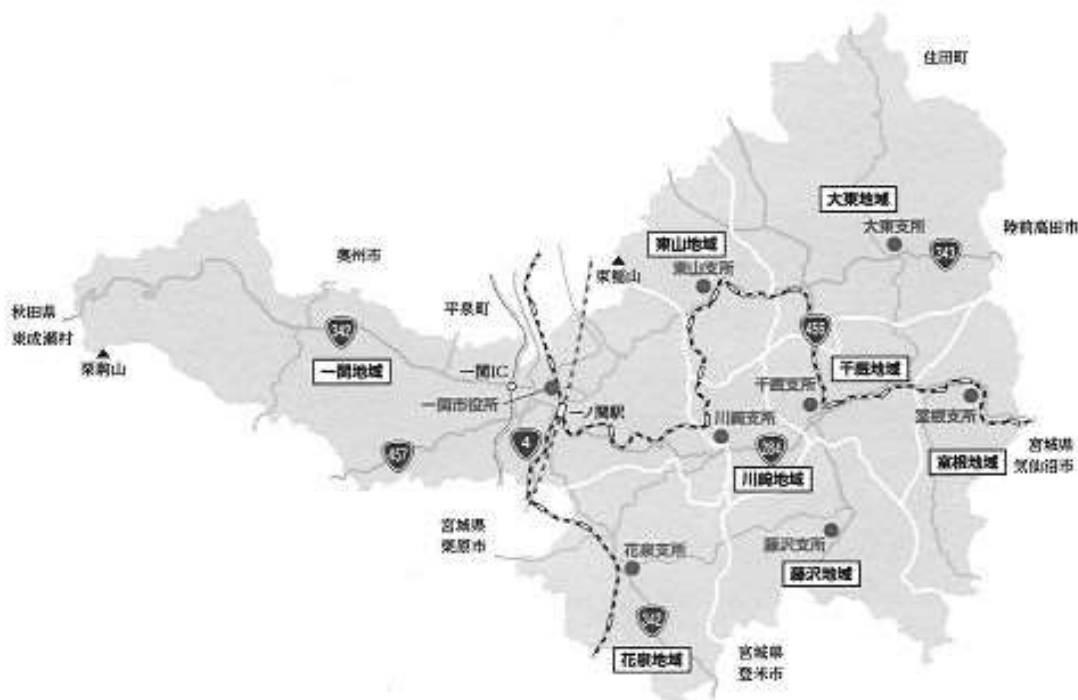 住田町
大東地域
大東支所
陸前高田市
343
東山地域
東山支所
束稲山
奥州市
平泉町
秋田県
東成瀬村
栗駒山
342
一関地域
一関IC
一関市役所
一ノ関駅
455
千厩地域
千厩支所
室根支所
室根地域
宮城県
気仙沼市
川崎支所
284
川崎地域
4
457
宮城県
栗原市
花泉支所
藤沢支所
藤沢地域
342
花泉地域
宮城県
登米市